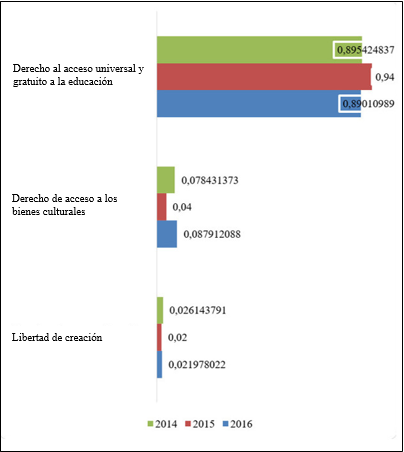 0,895424837
Derecho al acceso universal y
gratuito a la educación
0,94
0,89010989
0,078431373
Derecho de acceso a los
bienes culturales
0,04
0,087912088
0,026143791
Libertad de creación
0,02
0,021978022
2014 2015 2016